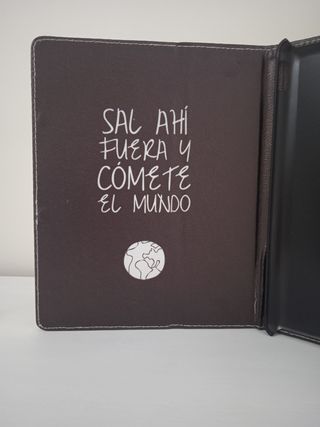 SAL AHÍ
FUERA Y
CÓMETE
EL MUNDO